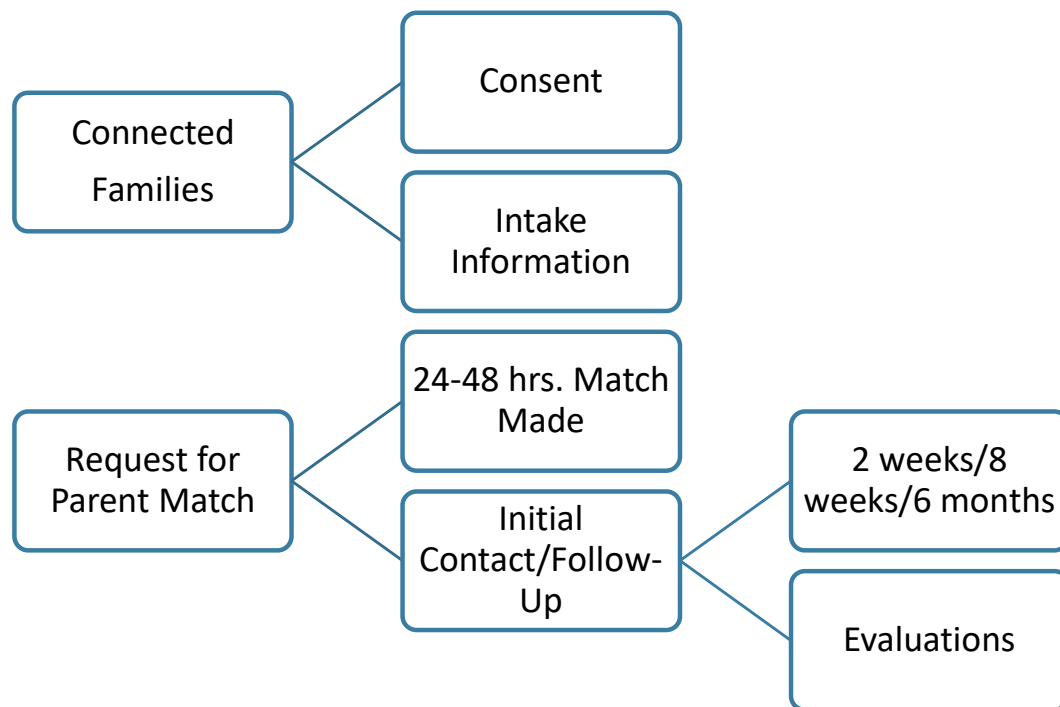 Connected
Families
Consent
Intake
Information
Request for
Parent Match
24-48 hrs. Match
Made
Initial
Contact/Follow-
Up
2 weeks/8
weeks/6 months
Evaluations